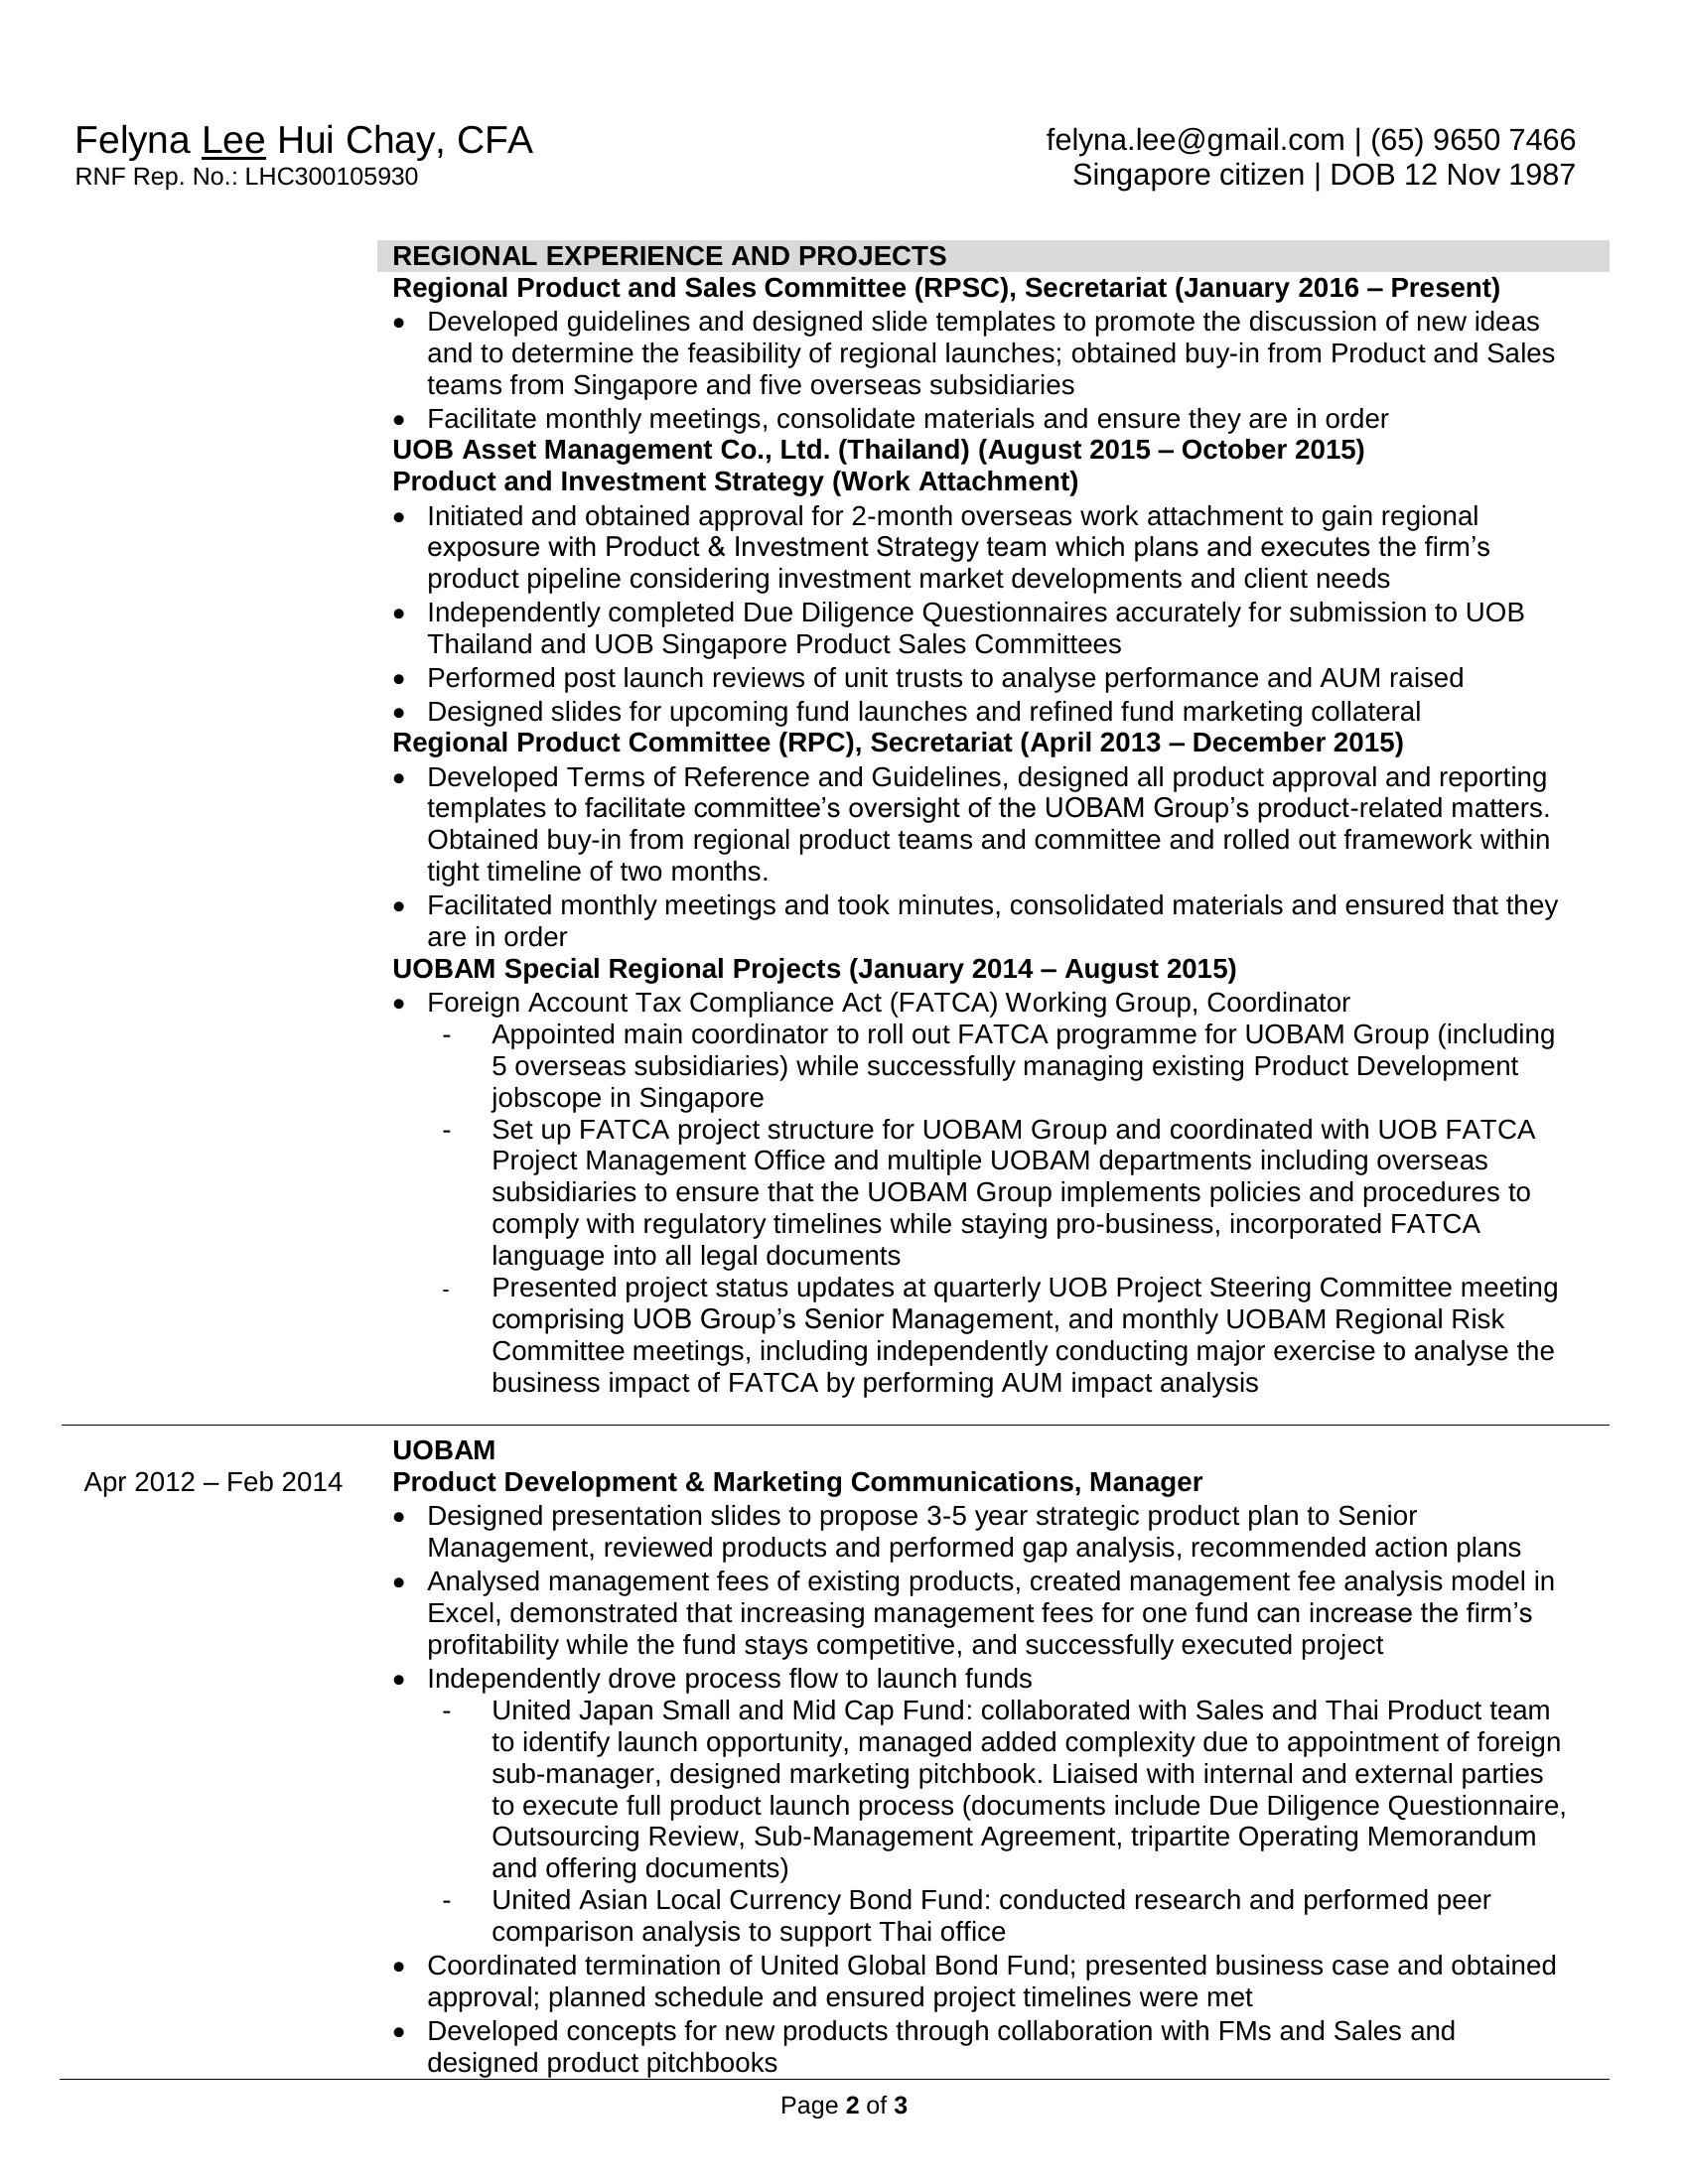 Felyna Lee Hui Chay, CFA
RNF Rep. No.: LHC300105930
felyna.lee@gmail.com | (65) 9650 7466
Singapore citizen | DOB 12 Nov 1987
REGIONAL EXPERIENCE AND PROJECTS
Regional Product and Sales Committee (RPSC), Secretariat (January 2016 – Present)
• Developed guidelines and designed slide templates to promote the discussion of new ideas
and to determine the feasibility of regional launches; obtained buy-in from Product and Sales
teams from Singapore and five overseas subsidiaries
• Facilitate monthly meetings, consolidate materials and ensure they are in order
UOB Asset Management Co., Ltd. (Thailand) (August 2015 – October 2015)
Product and Investment Strategy (Work Attachment)
• Initiated and obtained approval for 2-month overseas work attachment to gain regional
exposure with Product & Investment Strategy team which plans and executes the firm’s
product pipeline considering investment market developments and client needs
• Independently completed Due Diligence Questionnaires accurately for submission to UOB
Thailand and UOB Singapore Product Sales Committees
• Performed post launch reviews of unit trusts to analyse performance and AUM raised
• Designed slides for upcoming fund launches and refined fund marketing collateral
Regional Product Committee (RPC), Secretariat (April 2013 – December 2015)
• Developed Terms of Reference and Guidelines, designed all product approval and reporting
templates to facilitate committee’s oversight of the UOBAM Group’s product-related matters.
Obtained buy-in from regional product teams and committee and rolled out framework within
tight timeline of two months.
• Facilitated monthly meetings and took minutes, consolidated materials and ensured that they
are in order
UOBAM Special Regional Projects (January 2014 – August 2015)
• Foreign Account Tax Compliance Act (FATCA) Working Group, Coordinator
- Appointed main coordinator to roll out FATCA programme for UOBAM Group (including
5 overseas subsidiaries) while successfully managing existing Product Development
jobscope in Singapore
- Set up FATCA project structure for UOBAM Group and coordinated with UOB FATCA
Project Management Office and multiple UOBAM departments including overseas
subsidiaries to ensure that the UOBAM Group implements policies and procedures to
comply with regulatory timelines while staying pro-business, incorporated FATCA
language into all legal documents
- Presented project status updates at quarterly UOB Project Steering Committee meeting
comprising UOB Group’s Senior Management, and monthly UOBAM Regional Risk
Committee meetings, including independently conducting major exercise to analyse the
business impact of FATCA by performing AUM impact analysis
UOBAM
Apr 2012 – Feb 2014 Product Development & Marketing Communications, Manager
• Designed presentation slides to propose 3-5 year strategic product plan to Senior
Management, reviewed products and performed gap analysis, recommended action plans
• Analysed management fees of existing products, created management fee analysis model in
Excel, demonstrated that increasing management fees for one fund can increase the firm’s
profitability while the fund stays competitive, and successfully executed project
• Independently drove process flow to launch funds
- United Japan Small and Mid Cap Fund: collaborated with Sales and Thai Product team
to identify launch opportunity, managed added complexity due to appointment of foreign
sub-manager, designed marketing pitchbook. Liaised with internal and external parties
to execute full product launch process (documents include Due Diligence Questionnaire,
Outsourcing Review, Sub-Management Agreement, tripartite Operating Memorandum
and offering documents)
- United Asian Local Currency Bond Fund: conducted research and performed peer
comparison analysis to support Thai office
• Coordinated termination of United Global Bond Fund; presented business case and obtained
approval; planned schedule and ensured project timelines were met
• Developed concepts for new products through collaboration with FMs and Sales and
designed product pitchbooks
Page 2 of 3